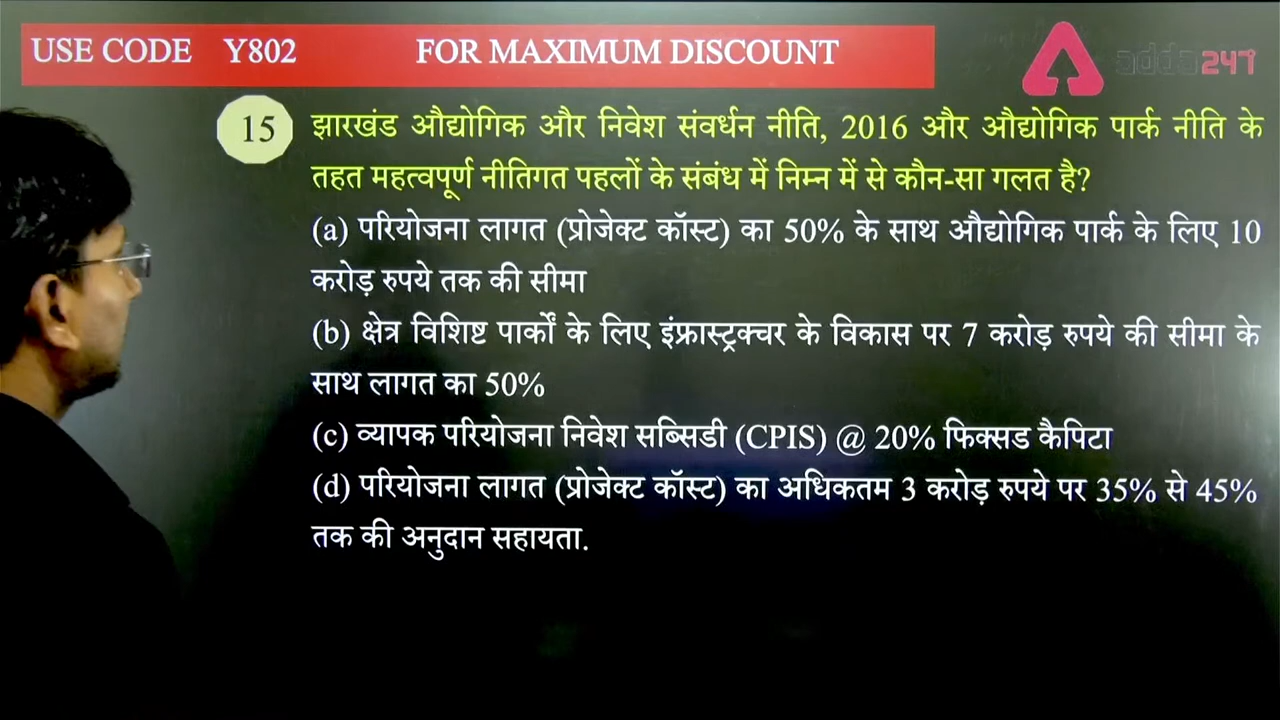 USE CODE Y802 FOR MAXIMUM DISCOUNT
adda247
15 झारखंड औद्योगिक और निवेश संवर्धन नीति, 2016 और औद्योगिक पार्क नीति के
तहत महत्वपूर्ण नीतिगत पहलों के संबंध में निम्न में से कौन-सा गलत है?
(a) परियोजना लागत (प्रोजेक्ट कॉस्ट) का 50% के साथ औद्योगिक पार्क के लिए 10
करोड़ रुपये तक की सीमा
(b) क्षेत्र विशिष्ट पार्कों के लिए इंफ्रास्ट्रक्चर के विकास पर 7 करोड़ रुपये की सीमा के
साथ लागत का 50%
(c) व्यापक परियोजना निवेश सब्सिडी (CPIS) @ 20% फिक्सड कैपिटा
(d) परियोजना लागत (प्रोजेक्ट कॉस्ट) का अधिकतम 3 करोड़ रुपये पर 35% से 45%
तक की अनुदान सहायता.